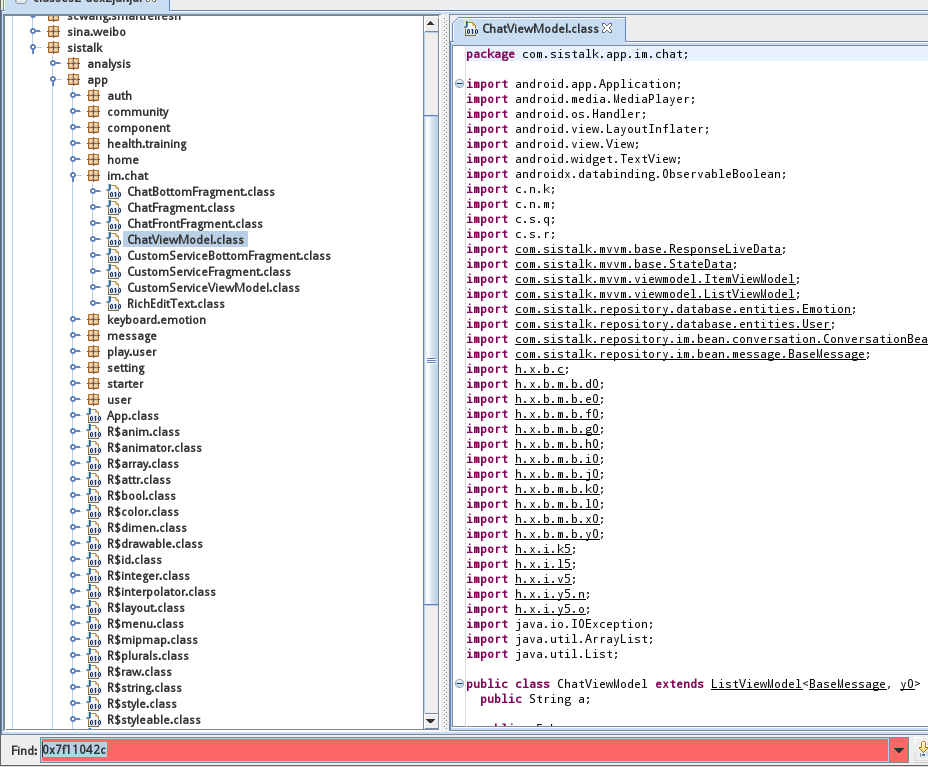 classes2-dex2jar.jar
scwang.smartrefresh
sina.weibo
sistalk
analysis
app
auth
community
component
health.training
home
im.chat
ChatBottomFragment.class
ChatFragment.class
ChatFrontFragment.class
ChatViewModel.class
CustomServiceBottomFragment.class
CustomServiceFragment.class
CustomServiceViewModel.class
RichEditText.class
keyboard.emotion
message
play.user
setting
starter
user
App.class
R$anim.class
R$animator.class
R$array.class
R$attr.class
R$bool.class
R$color.class
R$dimen.class
R$drawable.class
R$id.class
R$integer.class
R$interpolator.class
R$layout.class
R$menu.class
R$mipmap.class
R$plurals.class
R$raw.class
R$string.class
R$style.class
R$styleable.class
ChatViewModel.class
package com.sistalk.app.im.chat;
import android.app.Application;
import android.media.MediaPlayer;
import android.os.Handler;
import android.view.LayoutInflater;
import android.view.View;
import android.widget.TextView;
import androidx.databinding.ObservableBoolean;
import c.n.k;
import c.n.m;
import c.s.q;
import c.s.r;
import com.sistalk.mvvm.base.ResponseLiveData;
import com.sistalk.mvvm.base.StateData;
import com.sistalk.mvvm.viewmodel.ItemViewModel;
import com.sistalk.mvvm.viewmodel.ListViewModel;
import com.sistalk.repository.database.entities.Emotion;
import com.sistalk.repository.database.entities.User;
import com.sistalk.repository.im.bean.conversation.ConversationBea
import com.sistalk.repository.im.bean.message.BaseMessage;
import h.x.b.c;
import h.x.b.m.b.d0;
import h.x.b.m.b.e0;
import h.x.b.m.b.f0;
import h.x.b.m.b.g0;
import h.x.b.m.b.h0;
import h.x.b.m.b.i0;
import h.x.b.m.b.j0;
import h.x.b.m.b.k0;
import h.x.b.m.b.l0;
import h.x.b.m.b.x0;
import h.x.b.m.b.y0;
import h.x.i.k5;
import h.x.i.l5;
import h.x.i.v5;
import h.x.i.y5.n;
import h.x.i.y5.o;
import java.io.IOException;
import java.util.ArrayList;
import java.util.List;
public class ChatViewModel extends ListViewModel<BaseMessage, y0>
public String a;
Find: 0x7f11042c